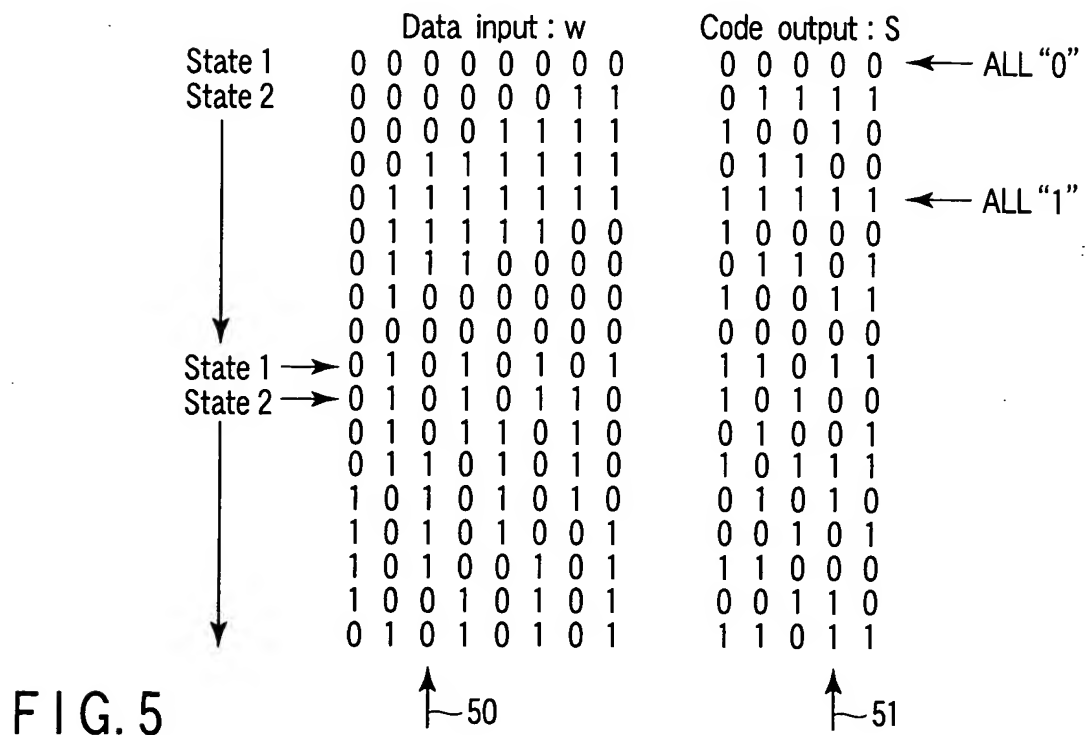 Data input : w Code output : S
State 1 0 0 0 0 0 0 0 0 0 0 0 0 0 ALL "0"
State 2 0 0 0 0 0 0 1 1 0 1 1 1 1
0 0 0 0 1 1 1 1 1 0 0 1 0
0 0 1 1 1 1 1 1 0 1 1 0 0
0 1 1 1 1 1 1 1 1 1 1 1 1 ALL "1"
0 1 1 1 1 1 0 0 1 0 0 0 0
0 1 1 1 0 0 0 0 0 1 1 0 1
0 1 0 0 0 0 0 0 1 0 0 1 1
0 0 0 0 0 0 0 0 0 0 0 0 0
State 1 0 1 0 1 0 1 0 1 1 1 0 1 1
State 2 0 1 0 1 0 1 1 0 1 0 1 0 0
0 1 0 1 1 0 1 0 0 1 0 0 1
0 1 1 0 1 0 1 0 1 0 1 1 1
1 0 1 0 1 0 1 0 0 1 0 1 0
1 0 1 0 1 0 0 1 0 0 1 0 1
1 0 1 0 0 1 0 1 1 1 0 0 0
1 0 0 1 0 1 0 1 0 0 1 1 0
0 1 0 1 0 1 0 1 1 1 0 1 1
50 51
FIG. 5